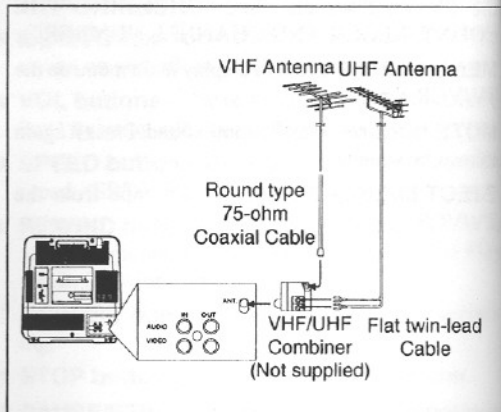 VHF Antenna UHF Antenna
Round type
75-ohm
Coaxial Cable
ANT.
IN OUT
AUDIO
VIDEO
VHF/UHF
Combiner
(Not supplied)
Flat twin-lead
Cable